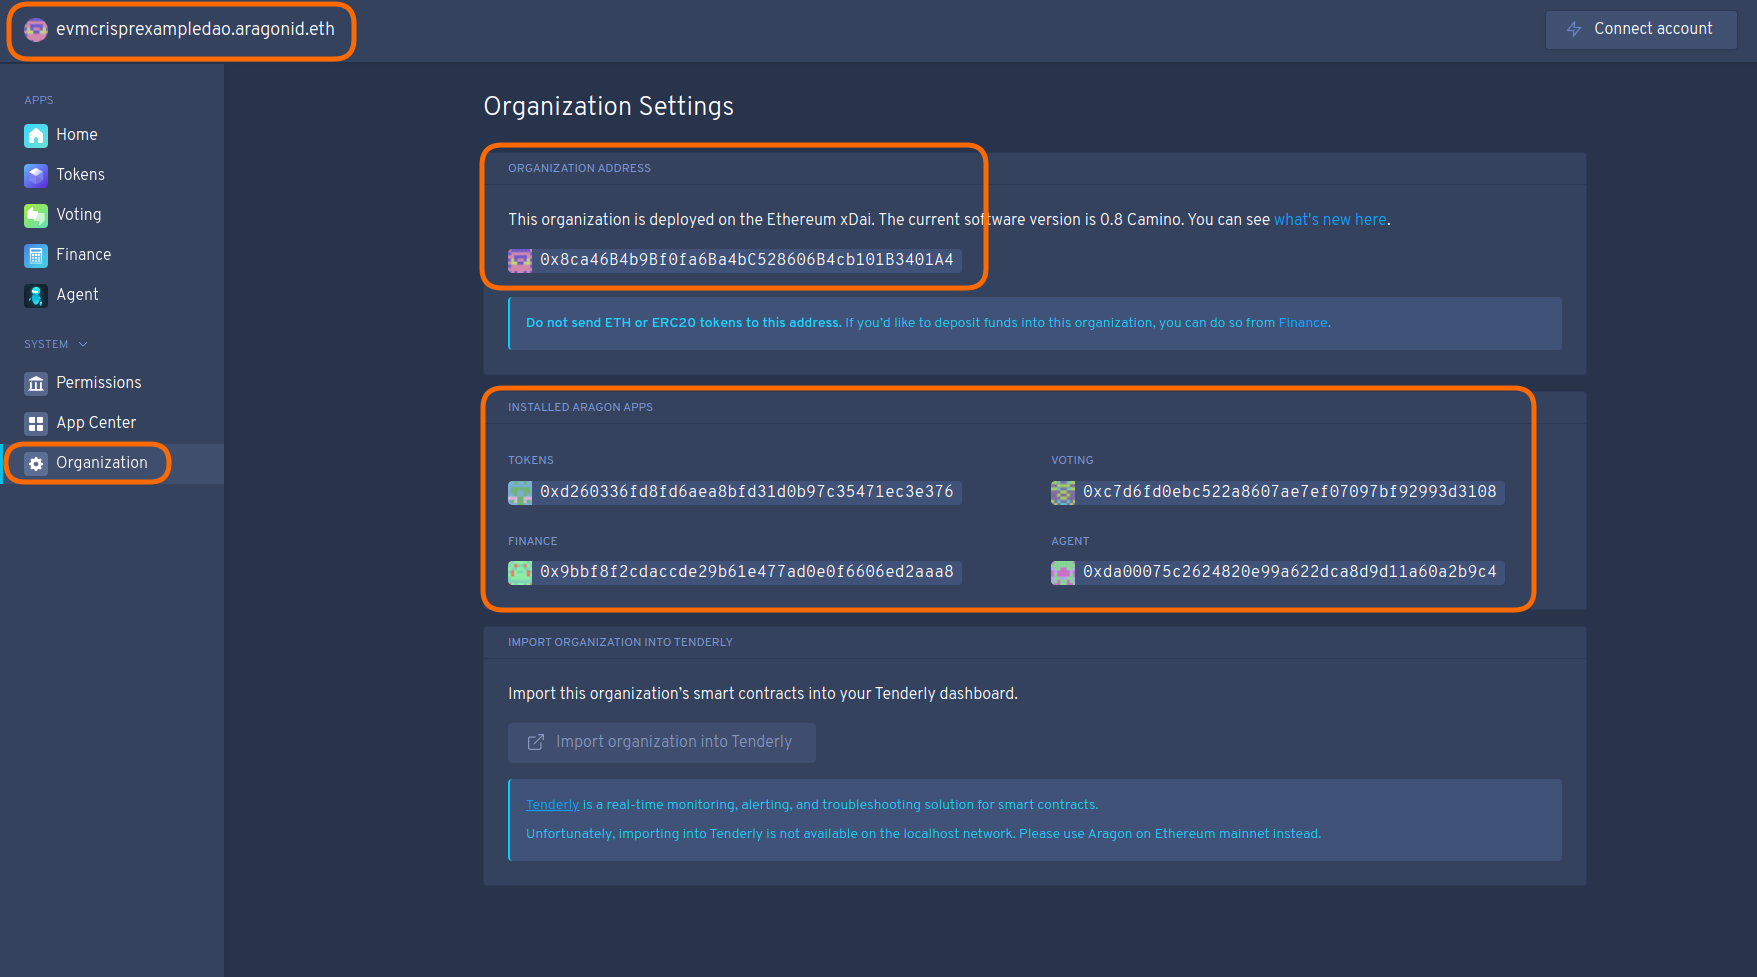 evmcrisprexampledao.aragonid.eth
Connect account
APPS
Home
Tokens
Voting
Finance
Agent
SYSTEM
Permissions
App Center
Organization
Organization Settings
ORGANIZATION ADDRESS
This organization is deployed on the Ethereum xDai. The current software version is 0.8 Camino. You can see what's new here.
0x8ca46B4b9Bf0fa6Ba4bC528606B4cb101B3401A4
Do not send ETH or ERC20 tokens to this address. If you'd like to deposit funds into this organization, you can do so from Finance.
INSTALLED ARAGON APPS
TOKENS
0xd260336fd8fd6aea8bfd31d0b97c35471ec3e376
VOTING
0xc7d6fd0ebc522a8607ae7ef07097bf92993d3108
FINANCE
0x9bbf8f2cdaccde29b61e477ad0e0f6606ed2aaa8
AGENT
0xda00075c2624820e99a622dca8d9d11a60a2b9c4
IMPORT ORGANIZATION INTO TENDERLY
Import this organization's smart contracts into your Tenderly dashboard.
Import organization into Tenderly
Tenderly is a real-time monitoring, alerting, and troubleshooting solution for smart contracts.
Unfortunately, importing into Tenderly is not available on the localhost network. Please use Aragon on Ethereum mainnet instead.